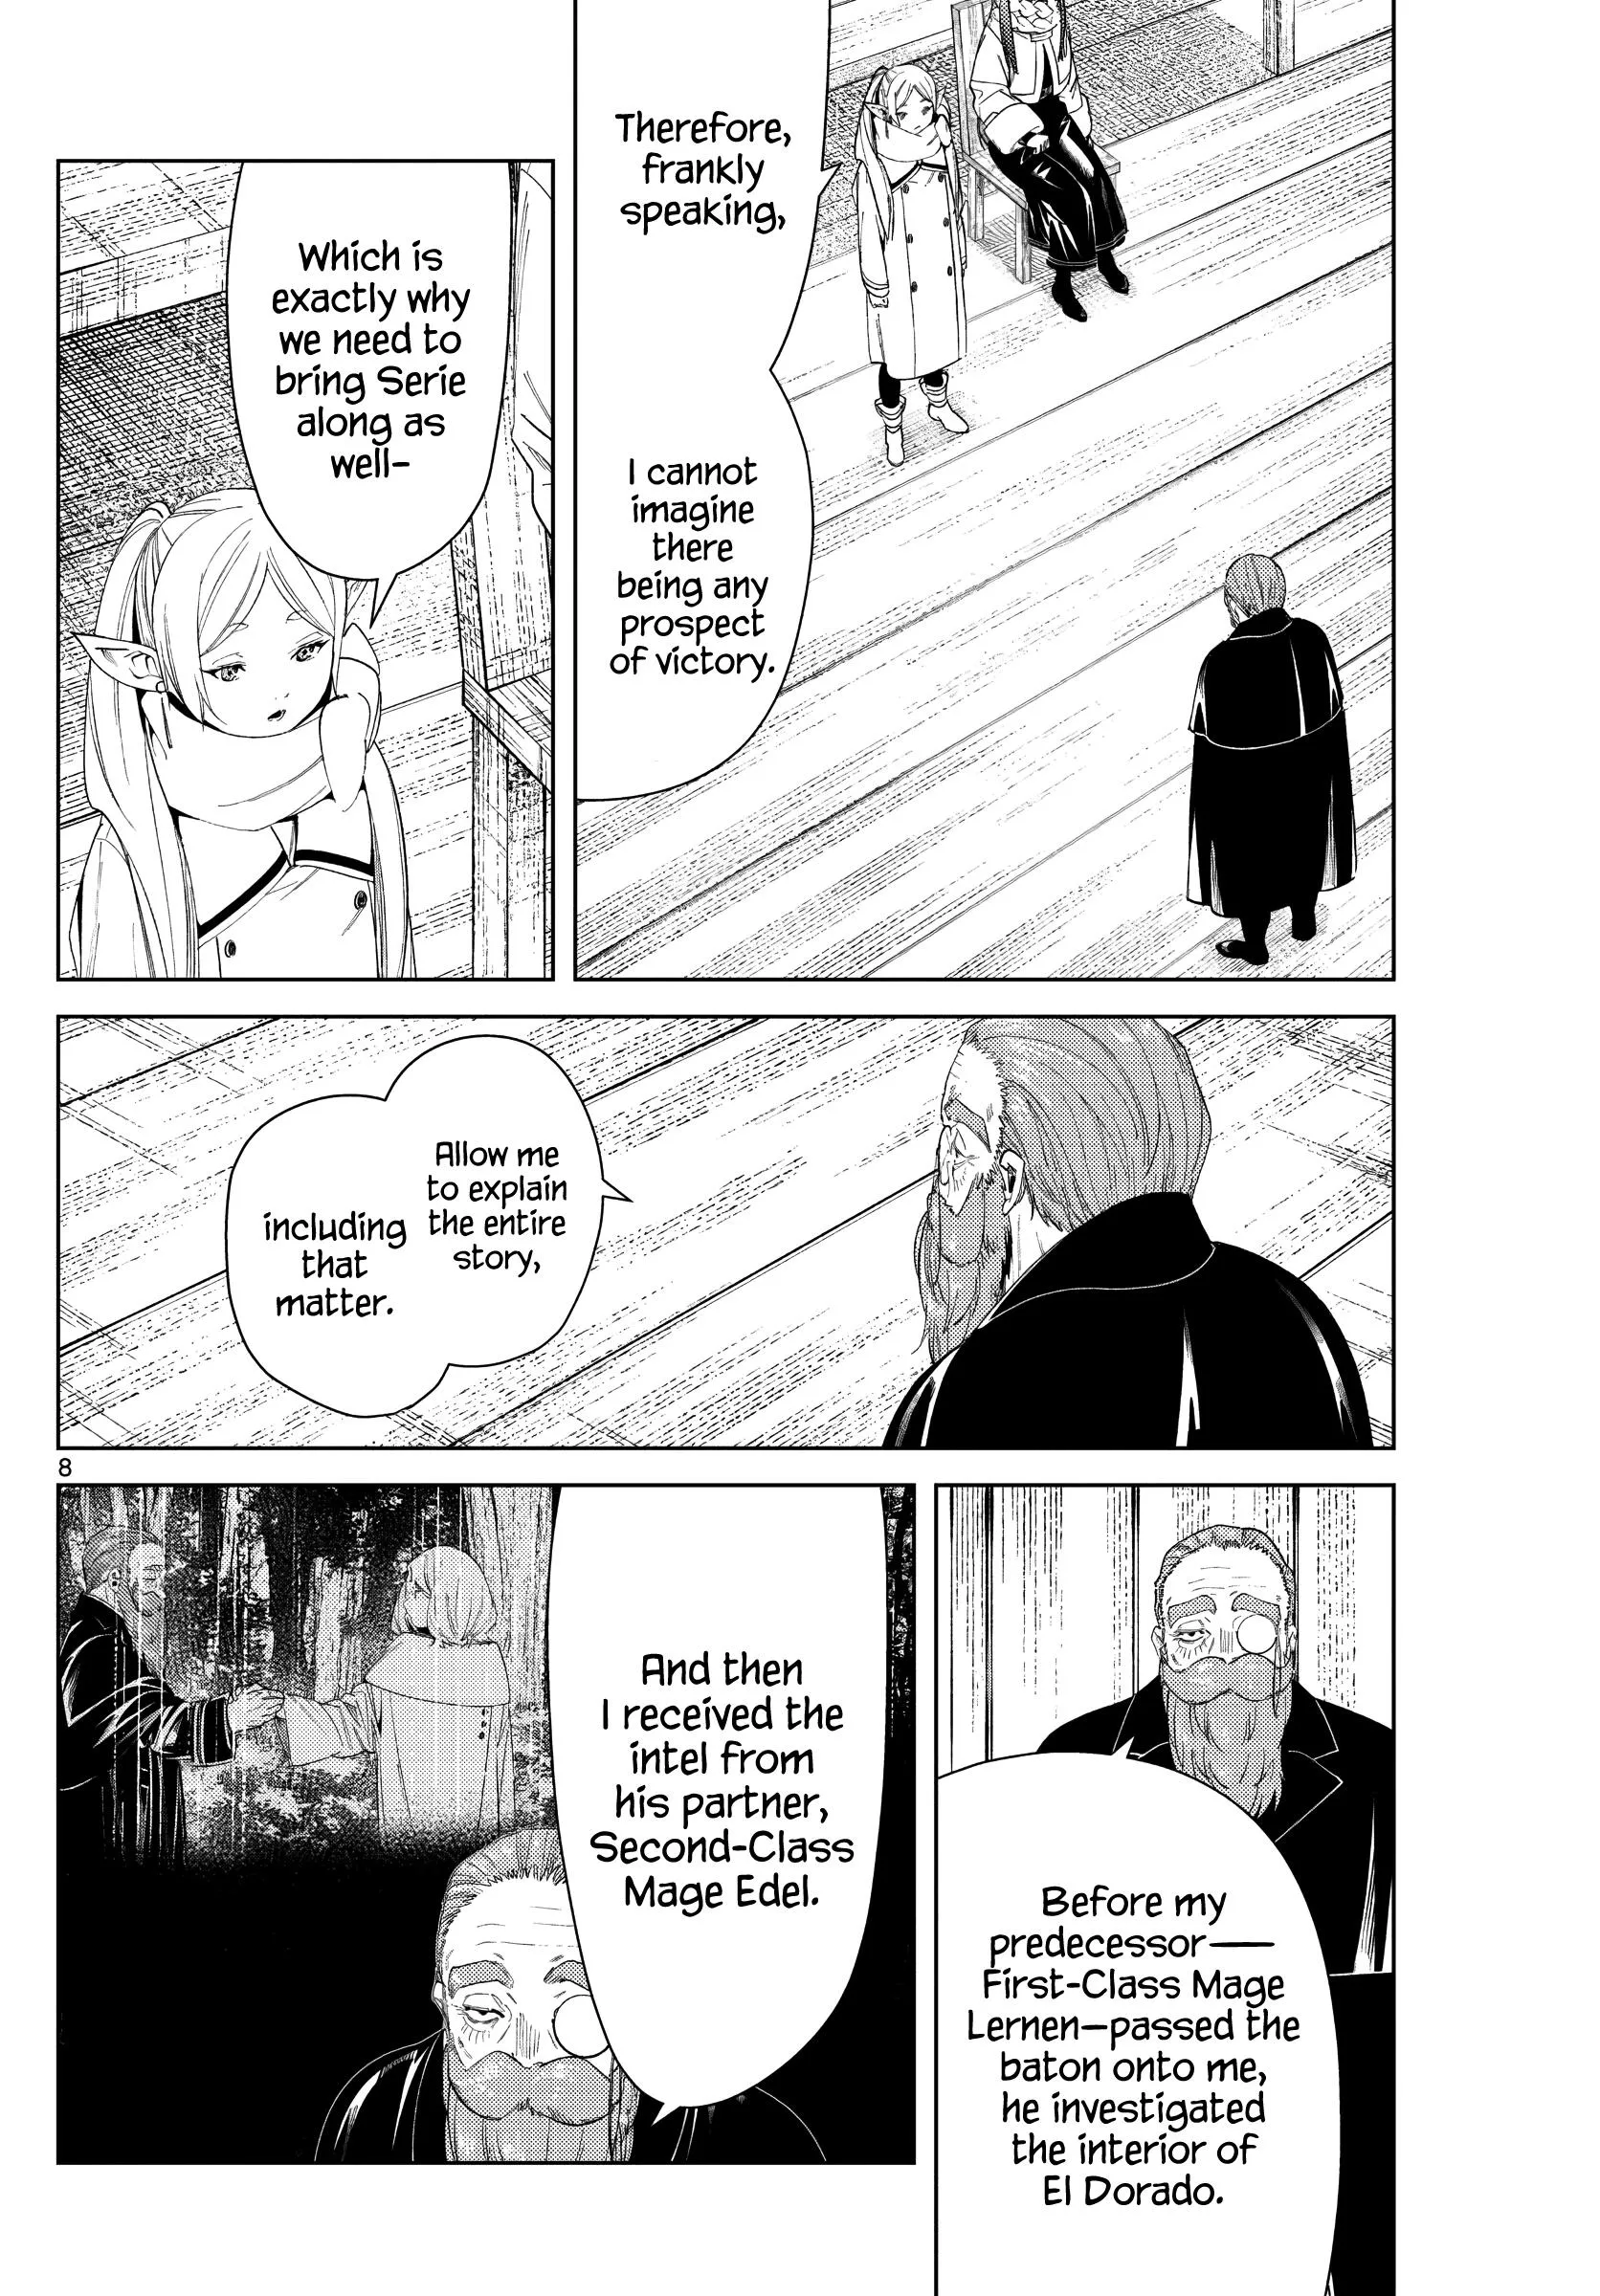 Therefore,
frankly
speaking,
I cannot
imagine
there
being any
prospect
of victory.
Which is
exactly why
we need to
bring Serie
along as
well-
Allow me
to explain
the entire
story,
including
that
matter.
8
Before my
predecessor——
First-Class Mage
Lernen—passed the
baton onto me,
he investigated
the interior of
El Dorado.
And then
I received the
intel from
his partner,
Second-Class
Mage Edel.